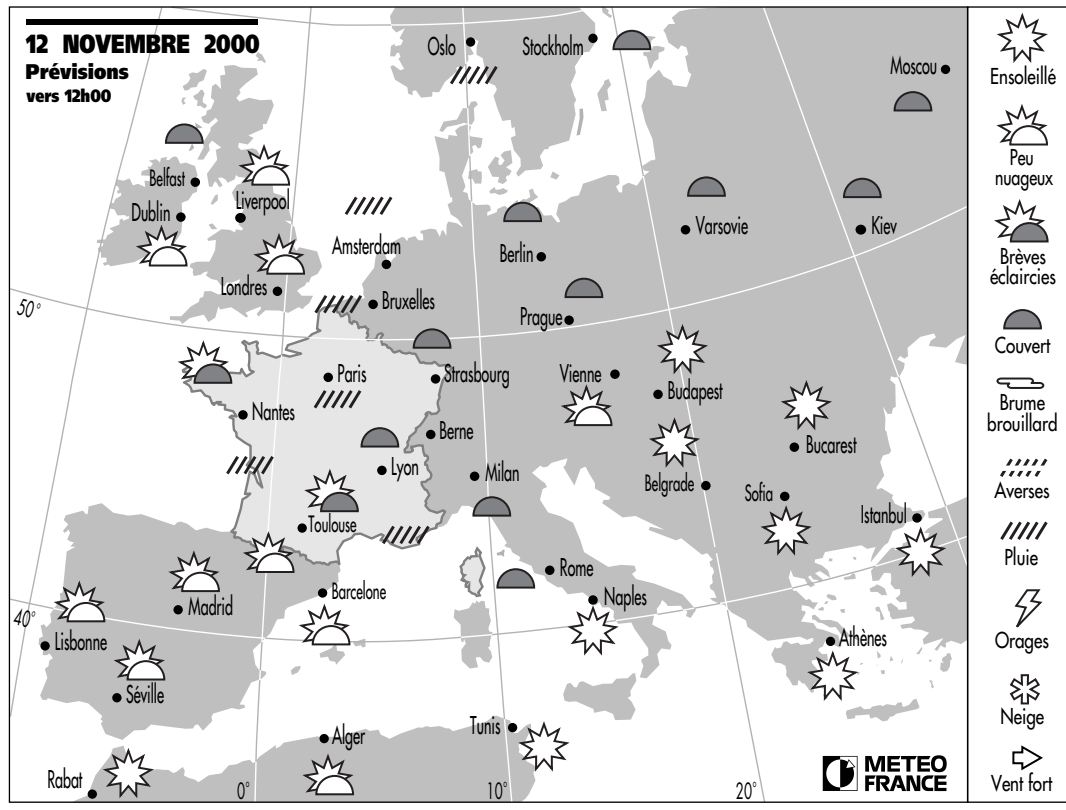 12 NOVEMBRE 2000
Prévisions
vers 12h00
Oslo
Stockholm
Moscou
Belfast
Dublin
Liverpool
Amsterdam
Berlin
Varsovie
Kiev
Londres
Bruxelles
50°
Prague
Paris
Strasbourg
Vienne
Budapest
Nantes
Berne
Bucarest
Lyon
Milan
Belgrade
Sofia
Istanbul
Toulouse
Rome
Barcelone
Madrid
Naples
40°
Lisbonne
Athènes
Séville
Tunis
Alger
Rabat
0°
10°
20°
METEO
FRANCE
Ensoleillé
Peu
nuageux
Brèves
éclaircies
Couvert
Brume
brouillard
Averses
Pluie
Orages
Neige
Vent fort